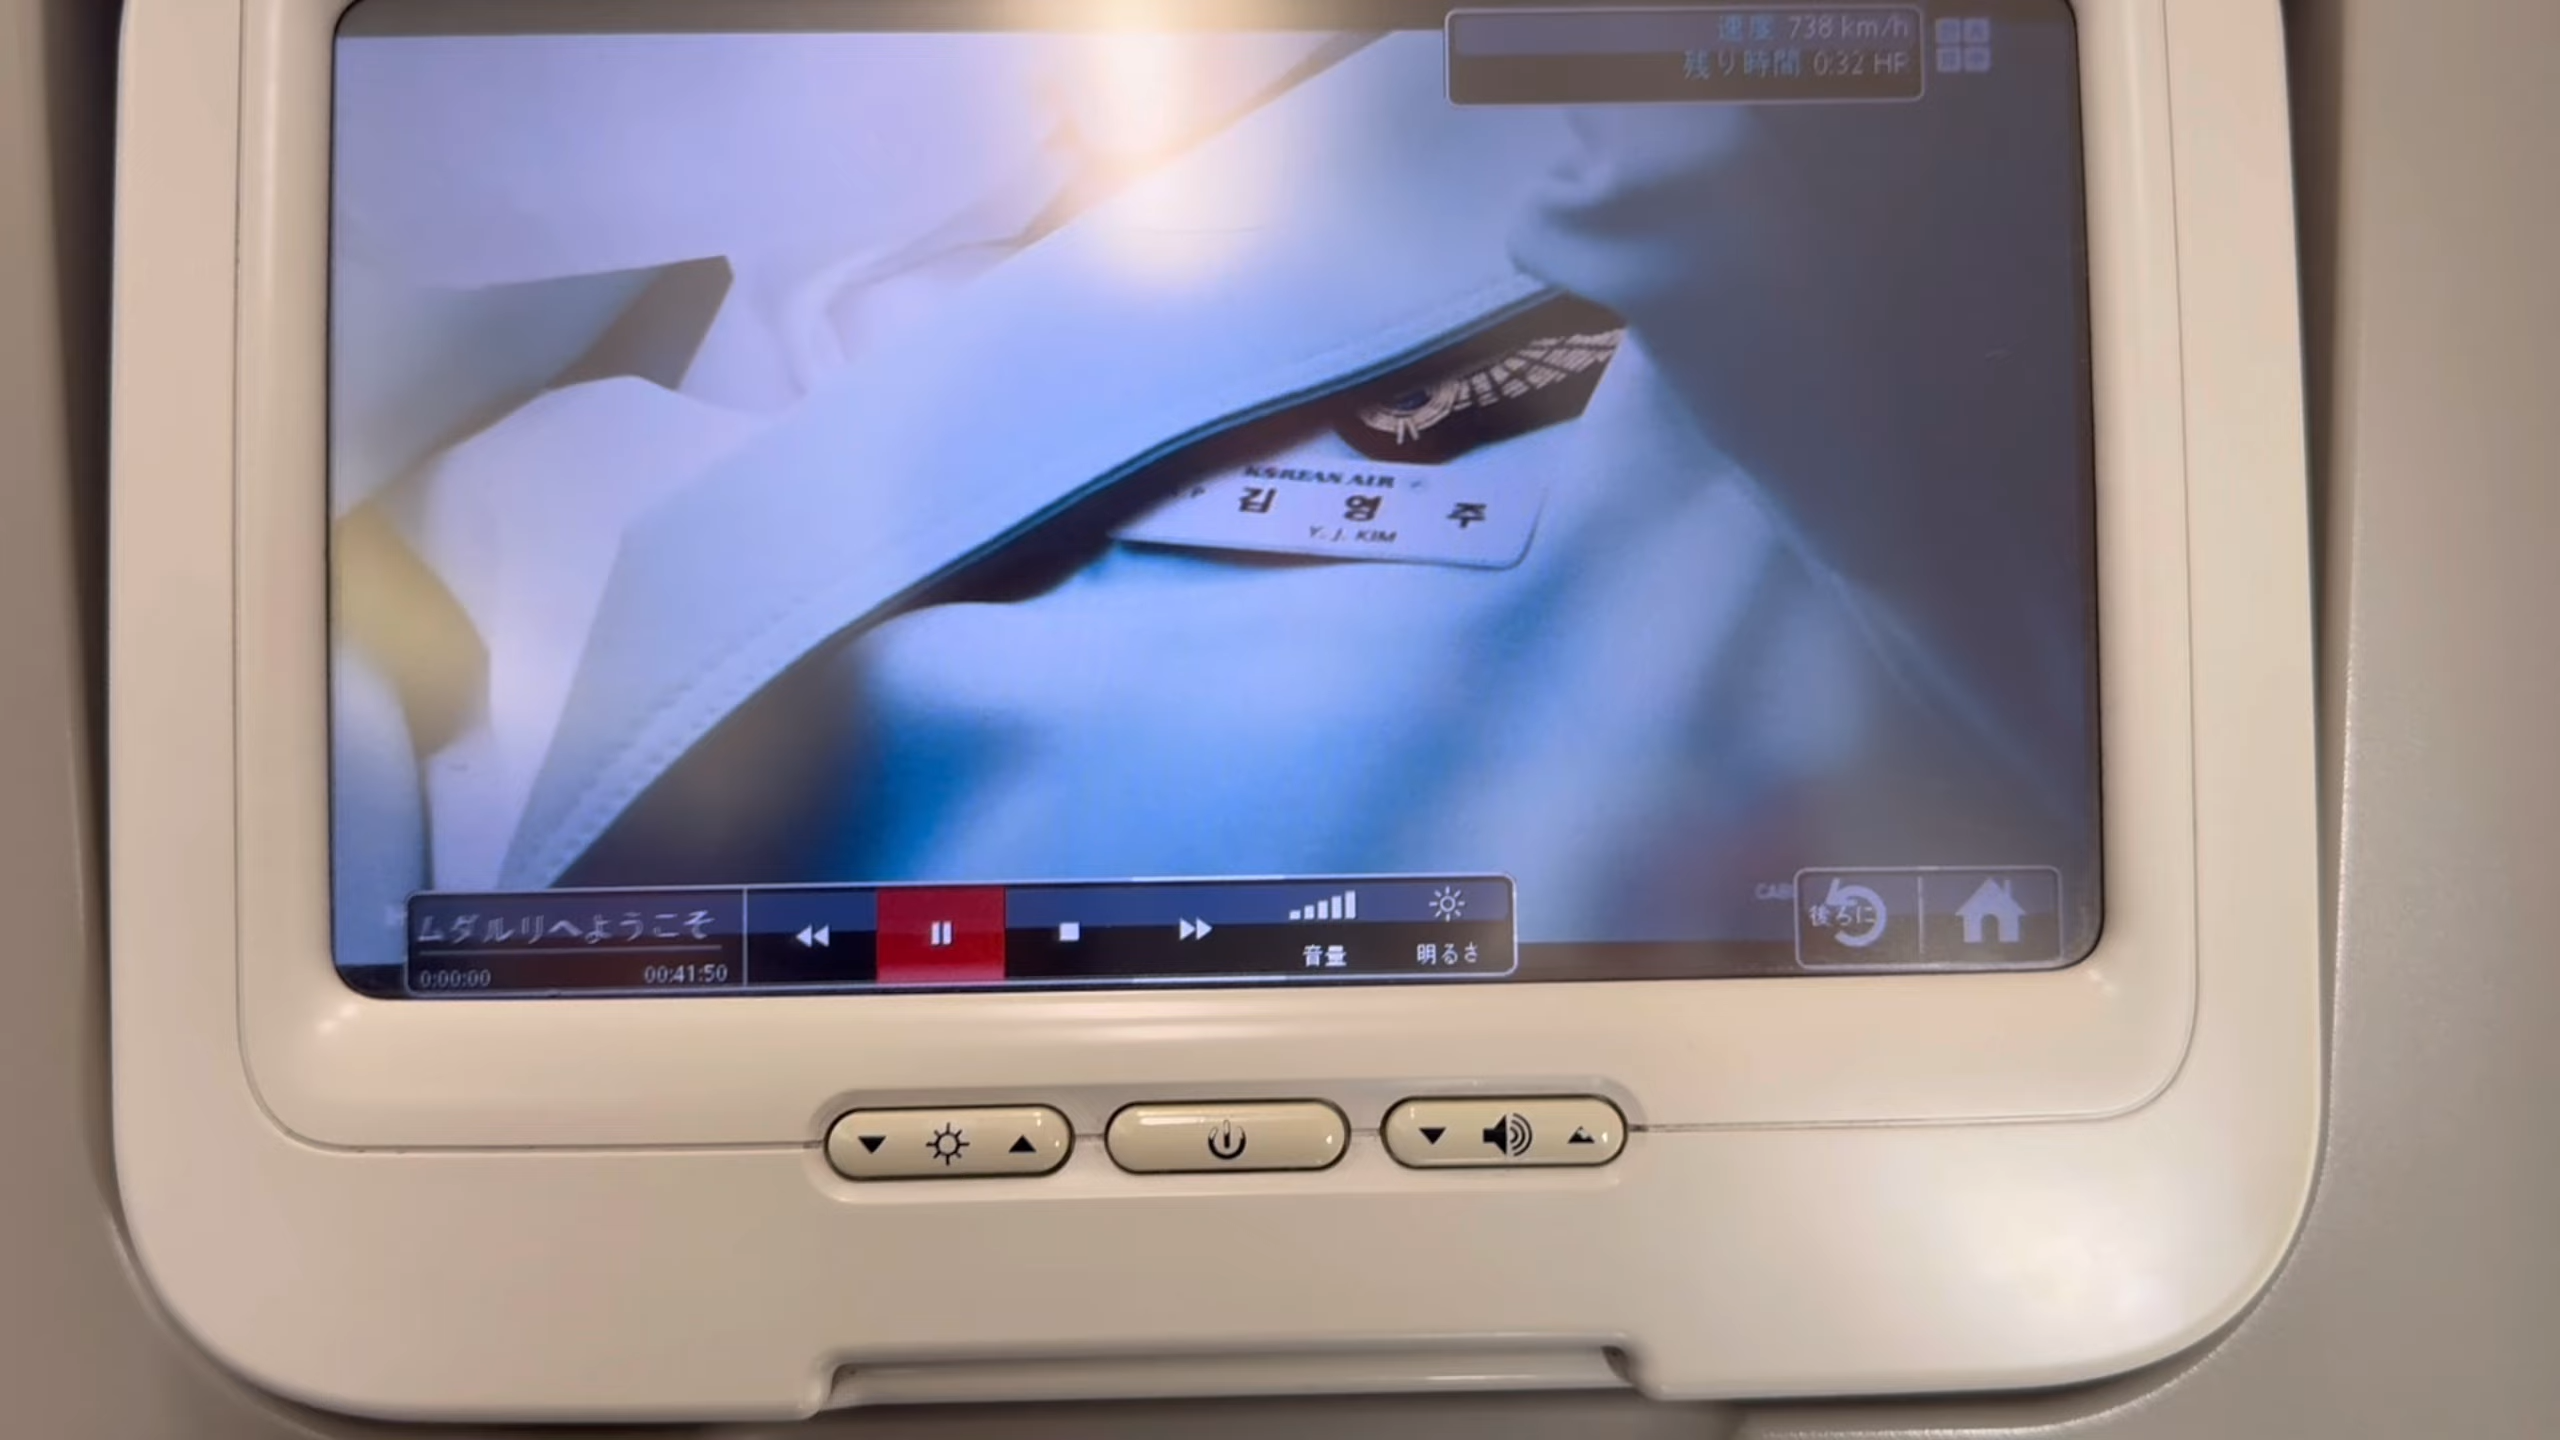 速度 738 km/h
残り時間 0:32 HP
KOREAN AIR
김 영 주
Y. J. KIM
ムダルリへようこそ
0:00:00 00:41:50
音量
明るさ
後ろに